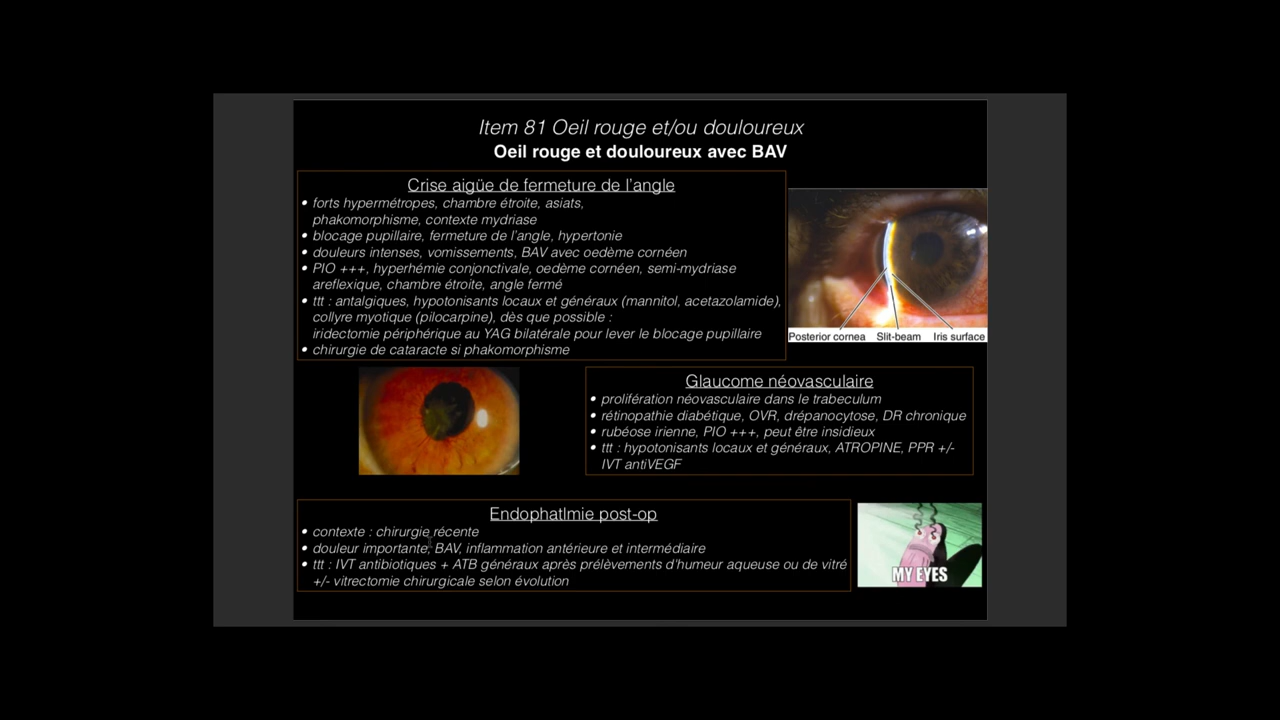 Item 81 Oeil rouge et/ou douloureux
Oeil rouge et douloureux avec BAV
Crise aigüe de fermeture de l'angle
• forts hypermétropes, chambre étroite, asiats,
phakomorphisme, contexte mydriase
• blocage pupillaire, fermeture de l'angle, hypertonie
• douleurs intenses, vomissements, BAV avec oedème cornéen
• PIO +++, hyperhémie conjonctivale, oedème cornéen, semi-mydriase
areflexique, chambre étroite, angle fermé
• ttt : antalgiques, hypotonisants locaux et généraux (mannitol, acetazolamide),
collyre myotique (pilocarpine), dès que possible :
iridectomie périphérique au YAG bilatérale pour lever le blocage pupillaire
• chirurgie de cataracte si phakomorphisme
Posterior cornea Slit-beam Iris surface
Glaucome néovasculaire
• prolifération néovasculaire dans le trabeculum
• rétinopathie diabétique, OVR, drépanocytose, DR chronique
• rubéose irienne, PIO +++, peut être insidieux
• ttt : hypotonisants locaux et généraux, ATROPINE, PPR +/-
IVT antiVEGF
Endophatlmie post-op
• contexte : chirurgie récente
• douleur importante, BAV, inflammation antérieure et intermédiaire
• ttt : IVT antibiotiques + ATB généraux après prélèvements d'humeur aqueuse ou de vitré
+/- vitrectomie chirurgicale selon évolution
MY EYES